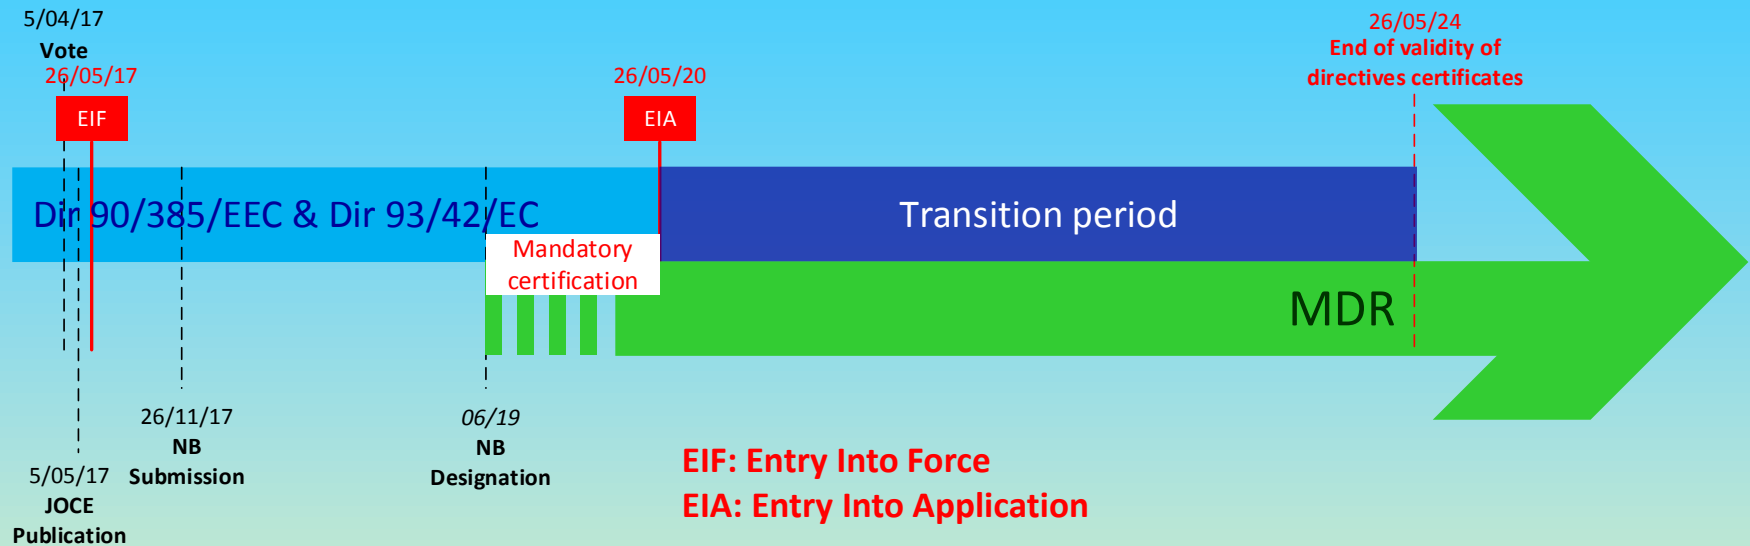 5/04/17
Vote
26/05/17
EIF
26/05/20
EIA
26/05/24
End of validity of
directives certificates
Dir 90/385/EEC & Dir 93/42/EC
Transition period
Mandatory
certification
MDR
26/11/17
NB
Submission
06/19
NB
Designation
5/05/17
JOCE
Publication
EIF: Entry Into Force
EIA: Entry Into Application